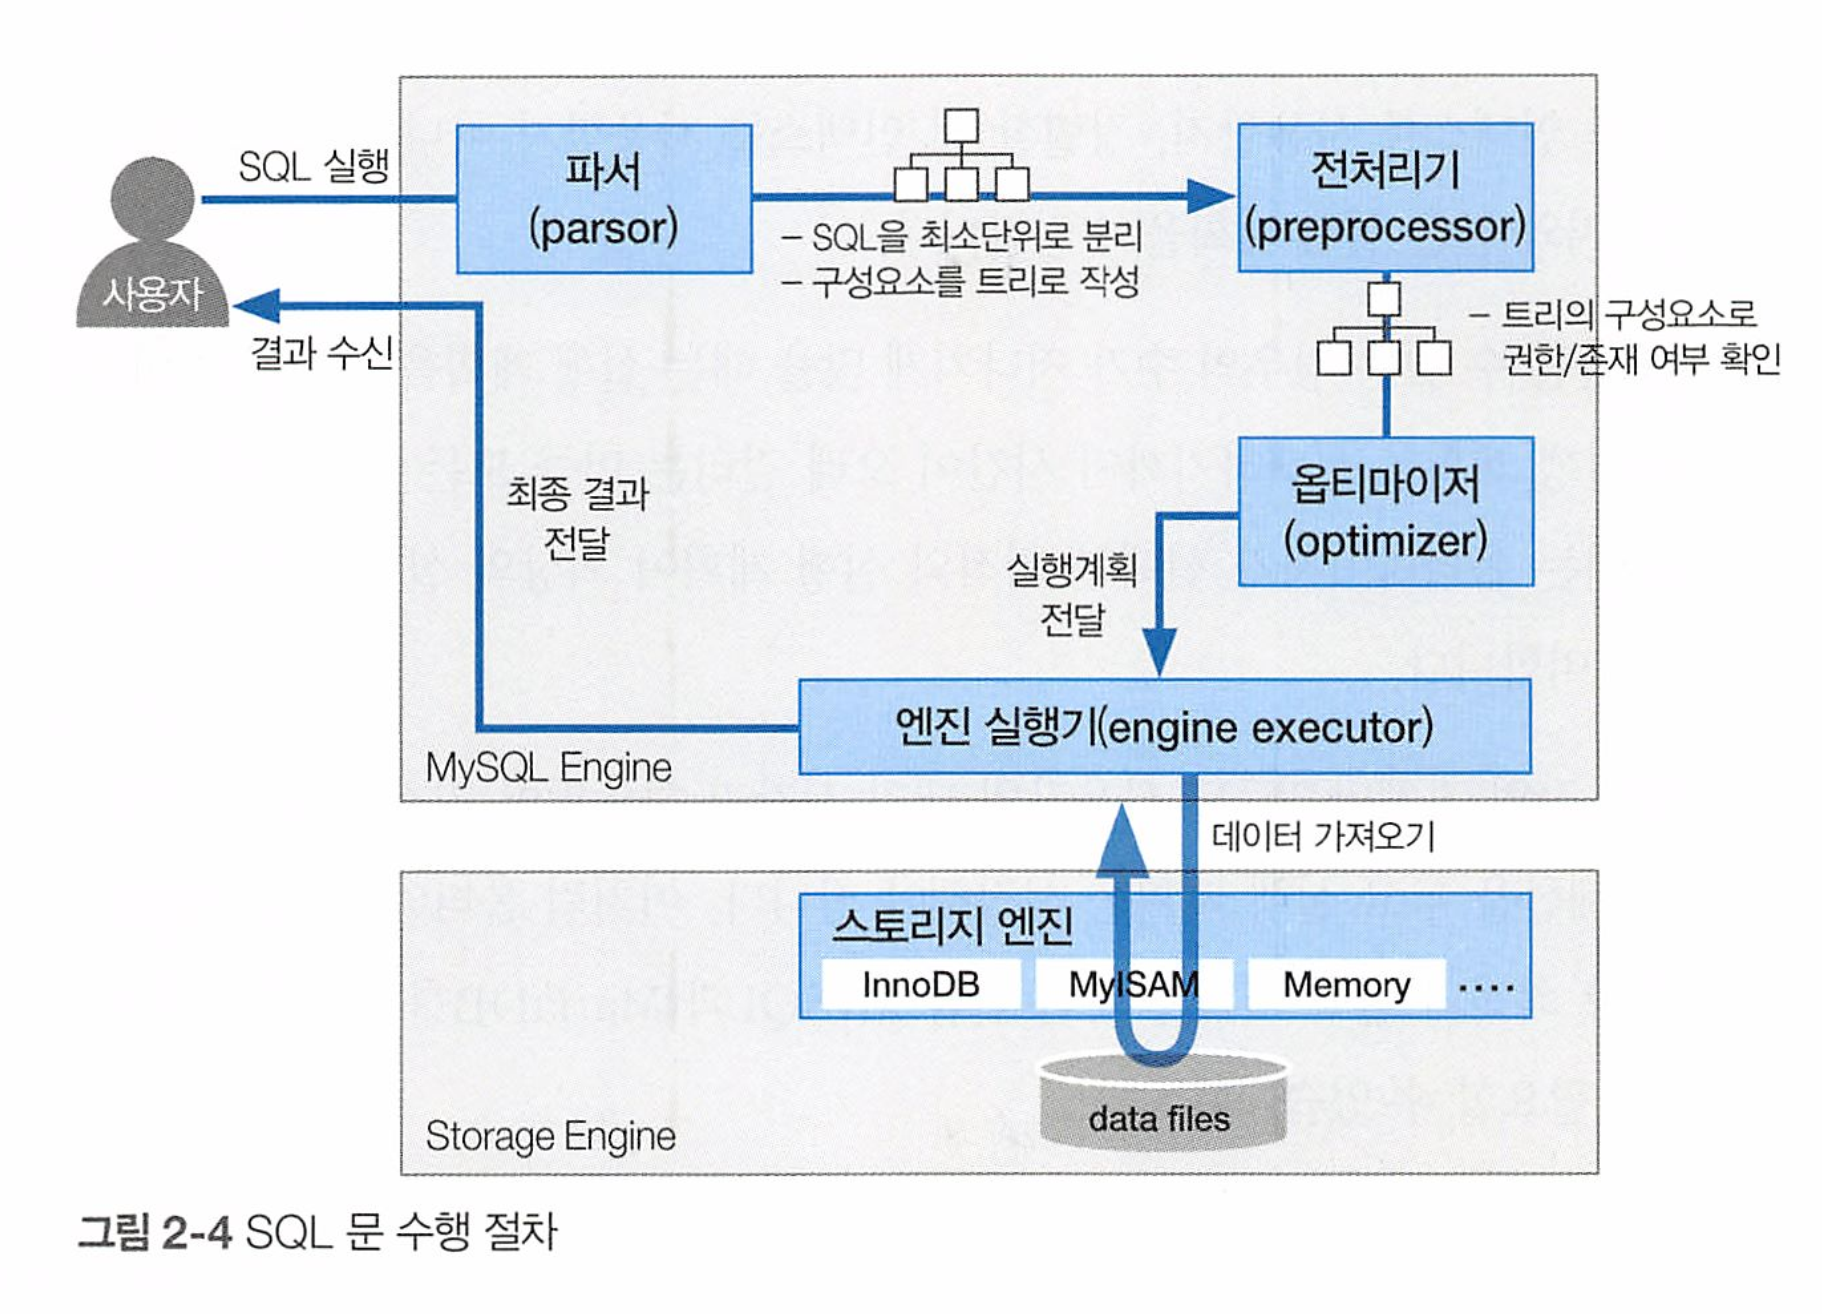 SQL 실행
파서
(parsor)
– SQL을 최소단위로 분리
– 구성요소를 트리로 작성
전처리기
(preprocessor)
사용자
결과 수신
– 트리의 구성요소로
권한/존재 여부 확인
최종 결과
전달
옵티마이저
(optimizer)
실행계획
전달
엔진 실행기(engine executor)
MySQL Engine
데이터 가져오기
스토리지 엔진
InnoDB
MyISAM
Memory
····
data files
Storage Engine
그림 2-4 SQL 문 수행 절차